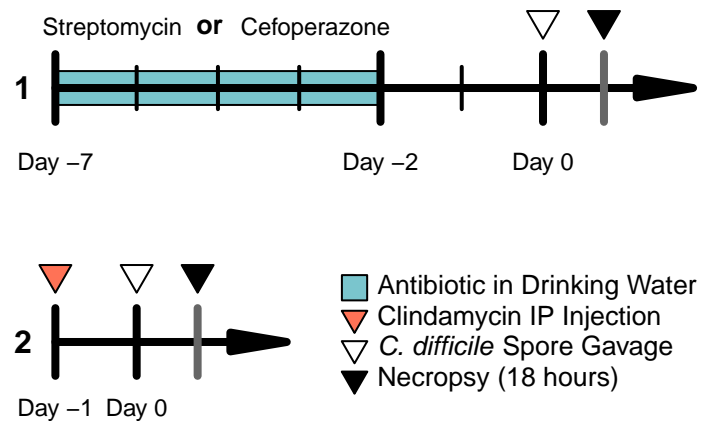 Streptomycin or Cefoperazone
1
Day −7 Day −2 Day 0
2
Day −1 Day 0
Antibiotic in Drinking Water
Clindamycin IP Injection
C. difficile Spore Gavage
Necropsy (18 hours)